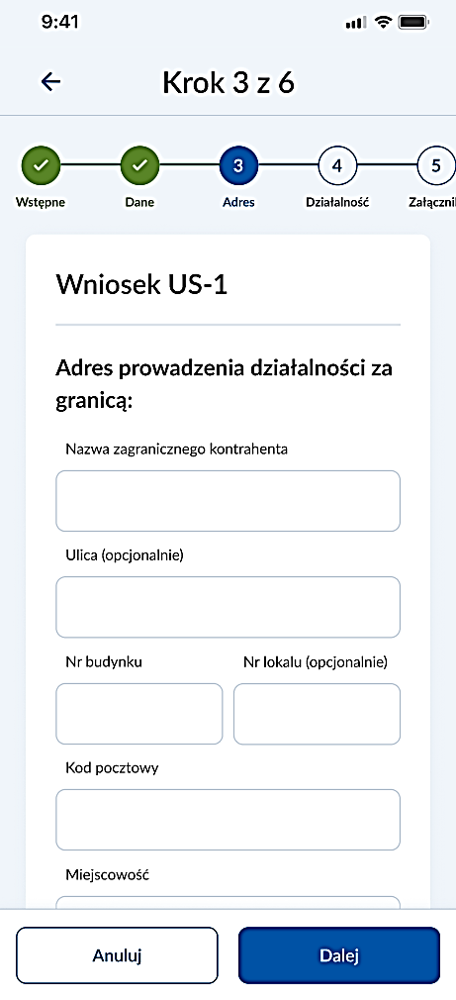 9:41
Krok 3 z 6
3
4
5
Wstępne
Dane
Adres
Działalność
Załączni
Wniosek US-1
Adres prowadzenia działalności za
granicą:
Nazwa zagranicznego kontrahenta
Ulica (opcjonalnie)
Nr budynku
Nr lokalu (opcjonalnie)
Kod pocztowy
Miejscowość
Anuluj
Dalej